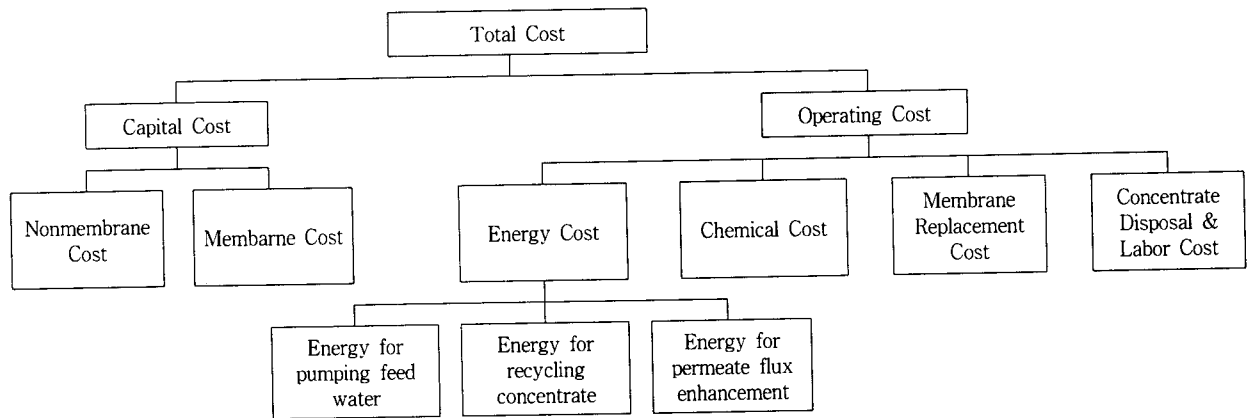 Total Cost
Capital Cost
Operating Cost
Nonmembrane
Cost
Membarne Cost
Energy Cost
Chemical Cost
Membrane
Replacement
Cost
Concentrate
Disposal &
Labor Cost
Energy for
pumping feed
water
Energy for
recycling
concentrate
Energy for
permeate flux
enhancement